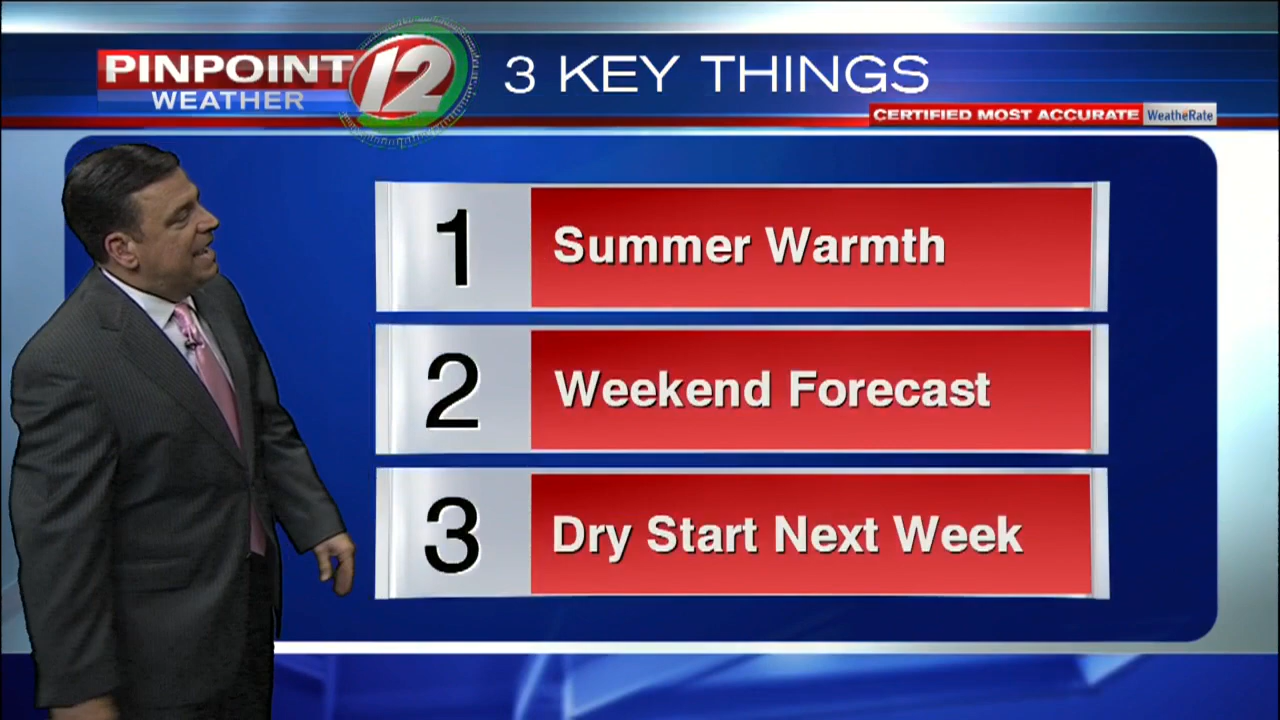 PINPOINT 12
WEATHER
3 KEY THINGS
CERTIFIED MOST ACCURATE WeatheRate
1 Summer Warmth
2 Weekend Forecast
3 Dry Start Next Week